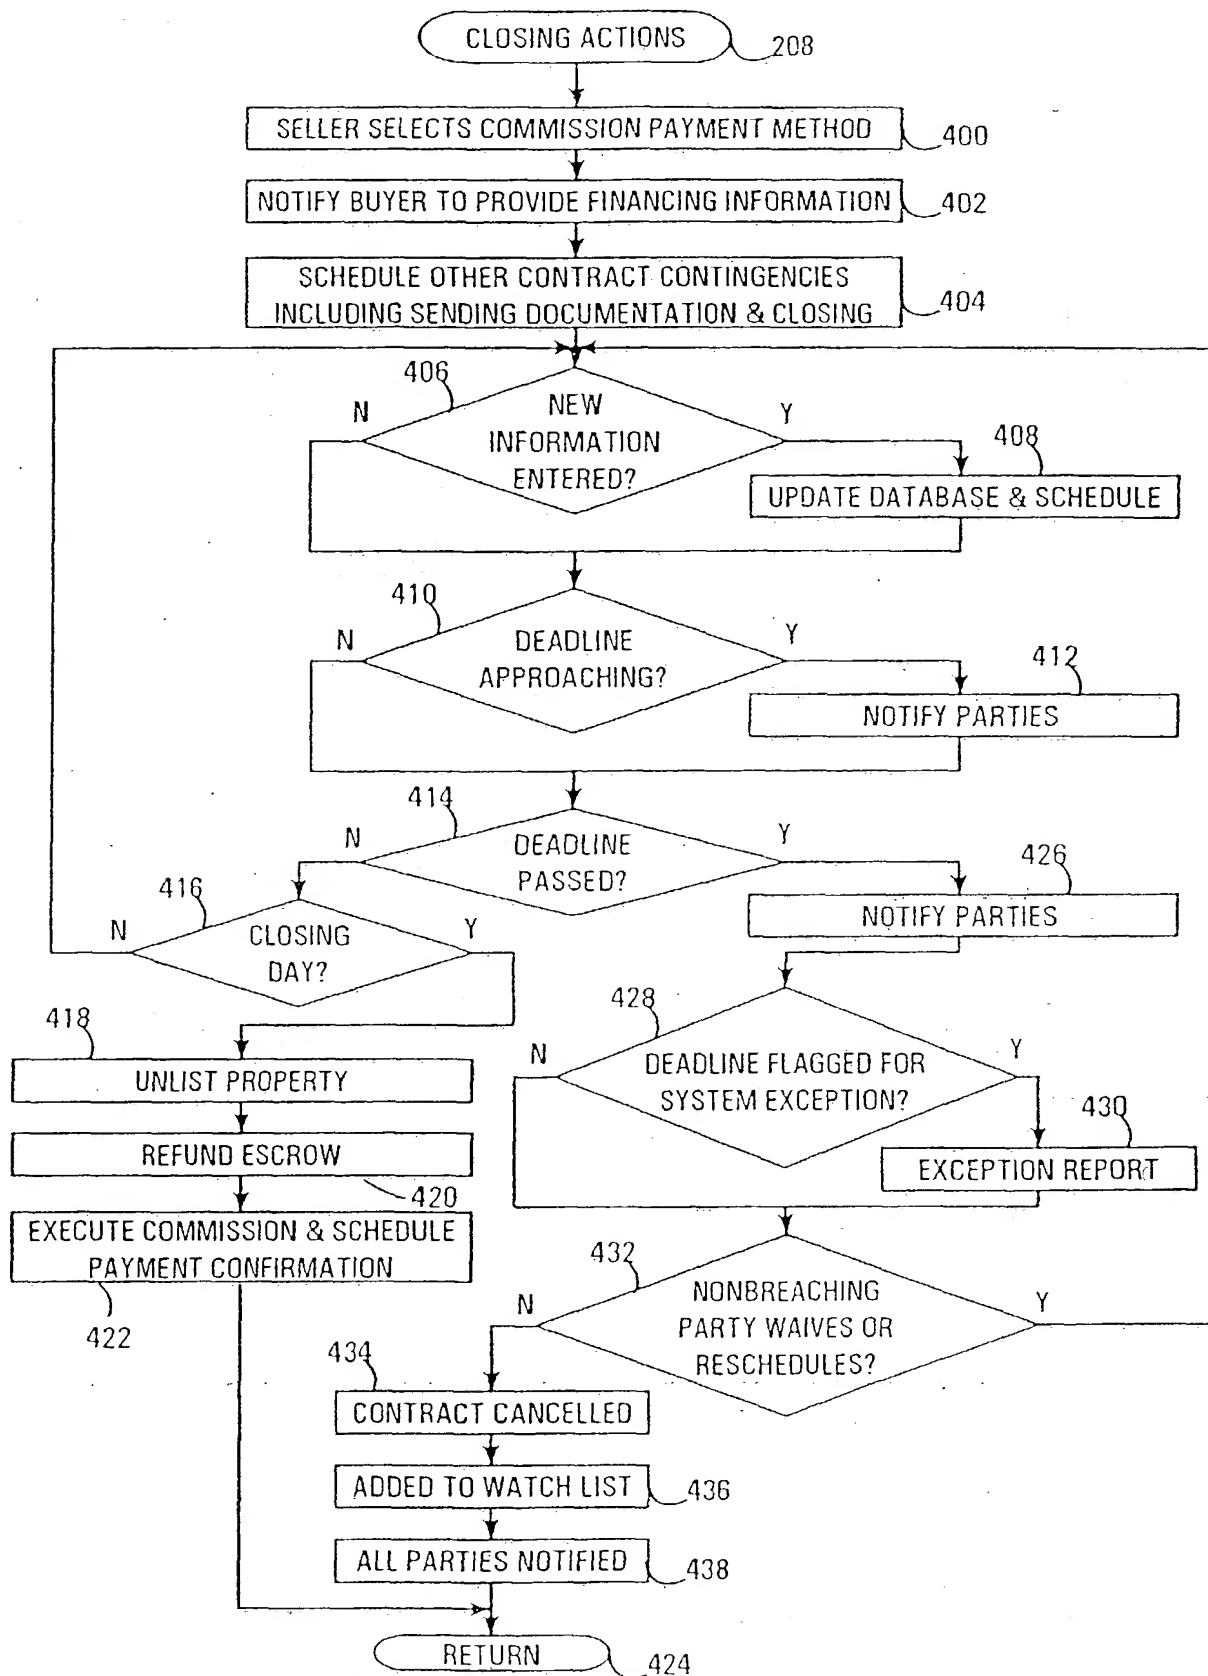 CLOSING ACTIONS
208
SELLER SELECTS COMMISSION PAYMENT METHOD
400
NOTIFY BUYER TO PROVIDE FINANCING INFORMATION
402
SCHEDULE OTHER CONTRACT CONTINGENCIES
INCLUDING SENDING DOCUMENTATION & CLOSING
404
406
N
NEW
INFORMATION
ENTERED?
Y
408
UPDATE DATABASE & SCHEDULE
410
N
DEADLINE
APPROACHING?
Y
412
NOTIFY PARTIES
414
N
DEADLINE
PASSED?
Y
426
NOTIFY PARTIES
416
N
CLOSING
DAY?
Y
418
UNLIST PROPERTY
REFUND ESCROW
420
EXECUTE COMMISSION & SCHEDULE
PAYMENT CONFIRMATION
422
428
N
DEADLINE FLAGGED FOR
SYSTEM EXCEPTION?
Y
430
EXCEPTION REPORT
432
N
NONBREACHING
PARTY WAIVES OR
RESCHEDULES?
Y
434
CONTRACT CANCELLED
ADDED TO WATCH LIST
436
ALL PARTIES NOTIFIED
438
RETURN
424